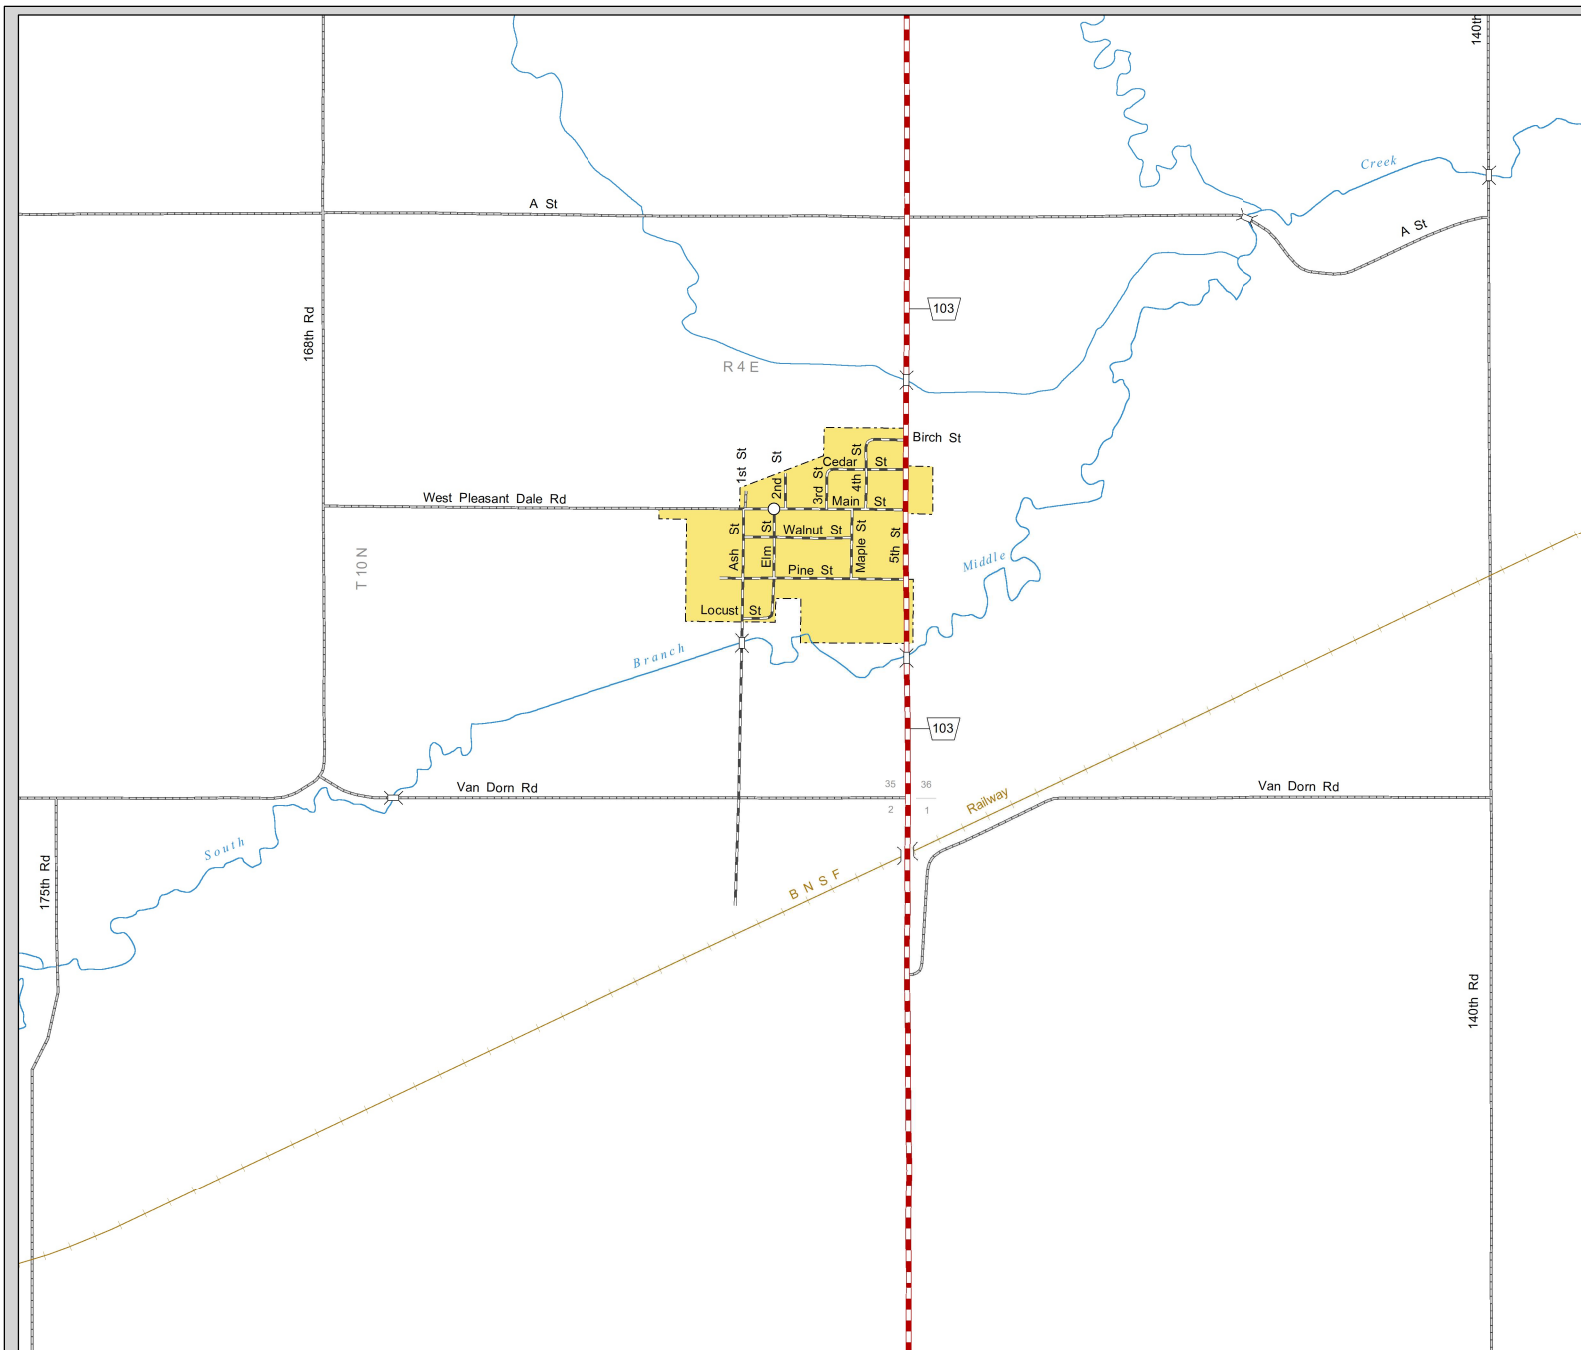 140th
Creek
A St
A St
103
168th Rd
R 4 E
Birch St
1st St
2nd St
3rd St
4th St
Cedar St
West Pleasant Dale Rd
Main St
Ash St
Elm St
Walnut St
Maple St
5th St
T 10 N
Middle
Pine St
Locust St
Branch
103
35
36
Van Dorn Rd
Van Dorn Rd
2
1
Railway
South
175th Rd
B N S F
140th Rd